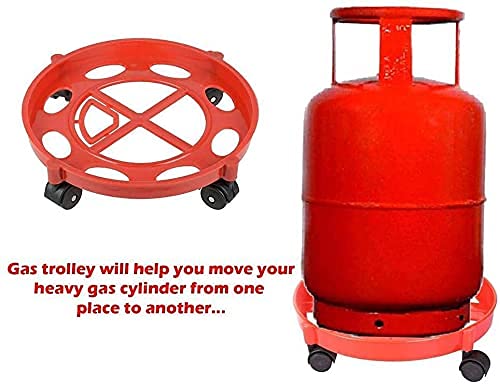 Gas trolley will help you move your
heavy gas cylinder from one
place to another...